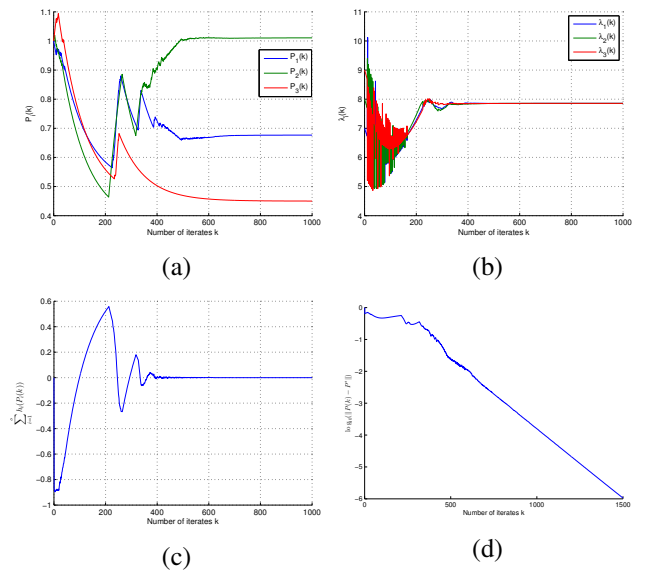 1.1
1
0.9
0.8
0.7
0.6
0.5
0.4
P_i(k)
P_1(k)
P_2(k)
P_3(k)
0 200 400 600 800 1000
Number of iterates k
(a)
11
10
9
8
7
6
5
4
λ_i(k)
λ_1(k)
λ_2(k)
λ_3(k)
0 200 400 600 800 1000
Number of iterates k
(b)
0.6
0.4
0.2
0
−0.2
−0.4
−0.6
−0.8
−1
0 200 400 600 800 1000
Number of iterates k
(c)
0
−1
−2
−3
−4
−5
−6
0 500 1000 1500
Number of iterates k
(d)